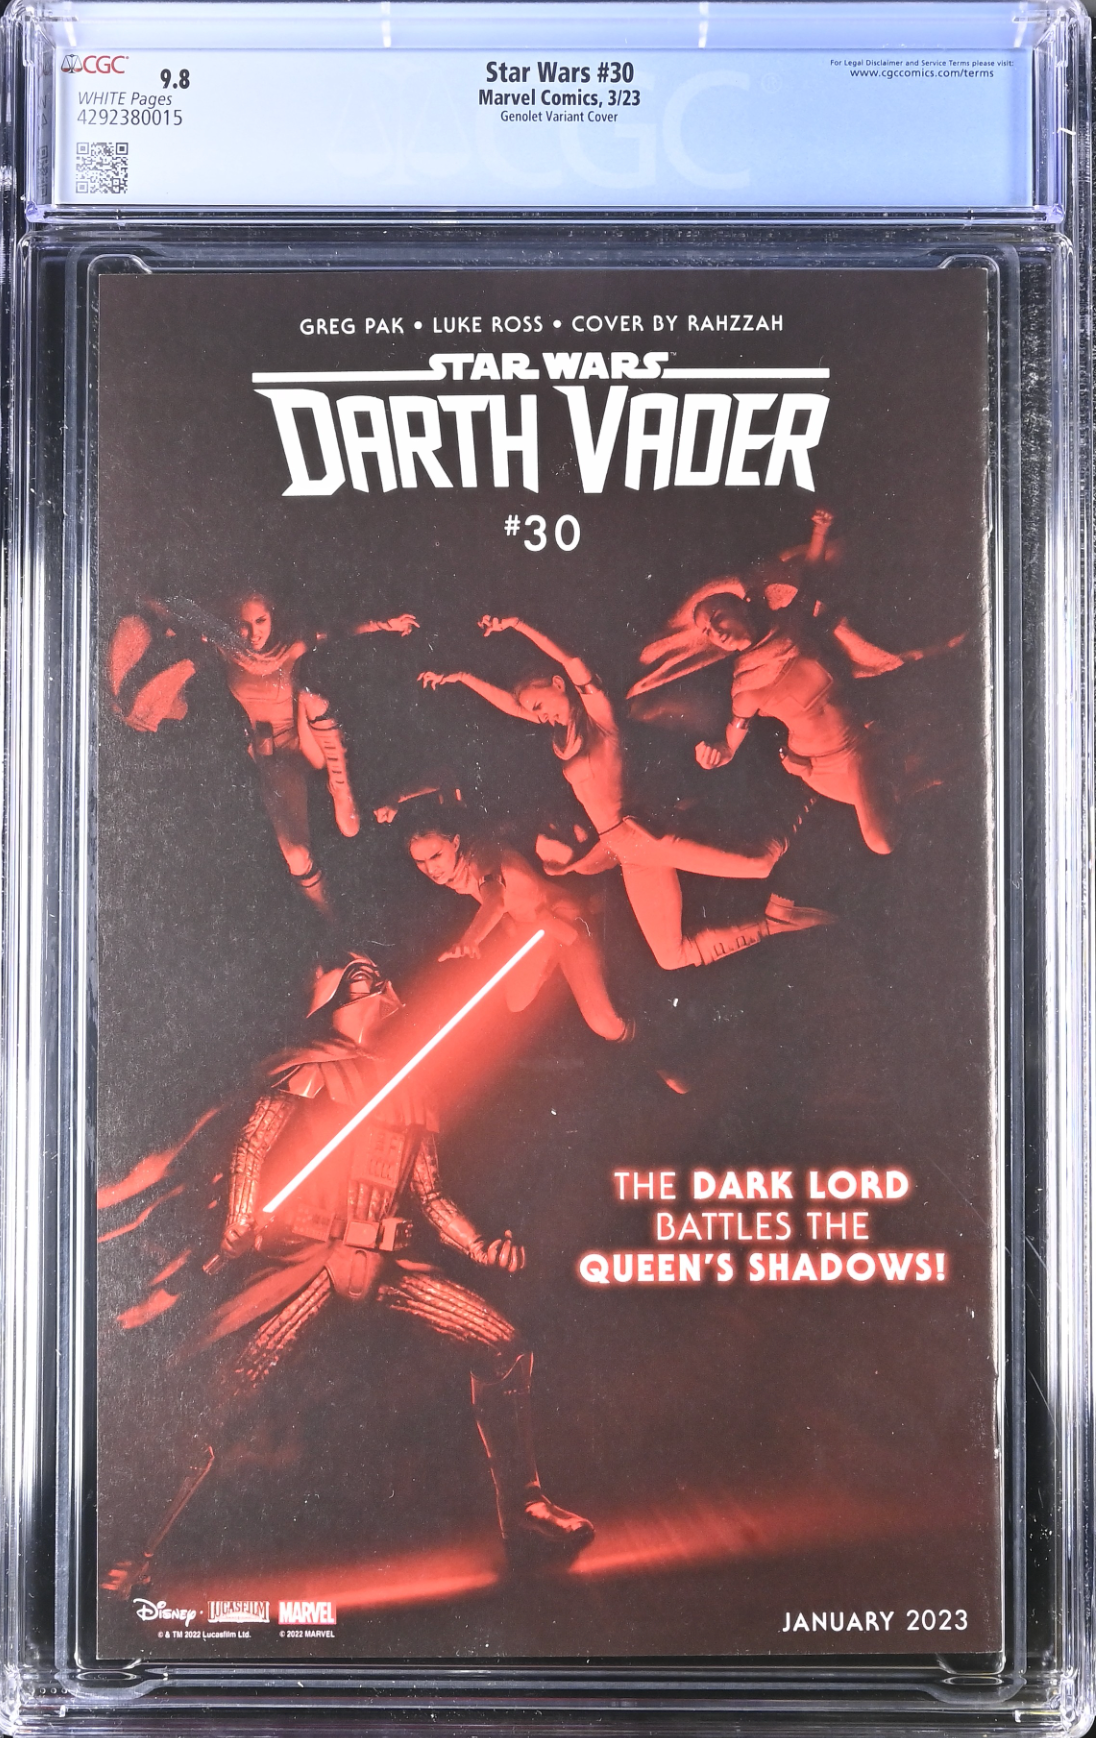 CGC
9.8
WHITE Pages
4292380015
Star Wars #30
Marvel Comics, 3/23
Genolet Variant Cover
For Legal Disclaimer and Service Terms please visit:
www.cgccomics.com/terms
CGC
GREG PAK • LUKE ROSS • COVER BY RAHZZAH
STAR WARS™
DARTH VADER
#30
THE DARK LORD
BATTLES THE
QUEEN'S SHADOWS!
DISNEY · LUCASFILM MARVEL
© & TM 2022 Lucasfilm Ltd. © 2022 MARVEL
JANUARY 2023